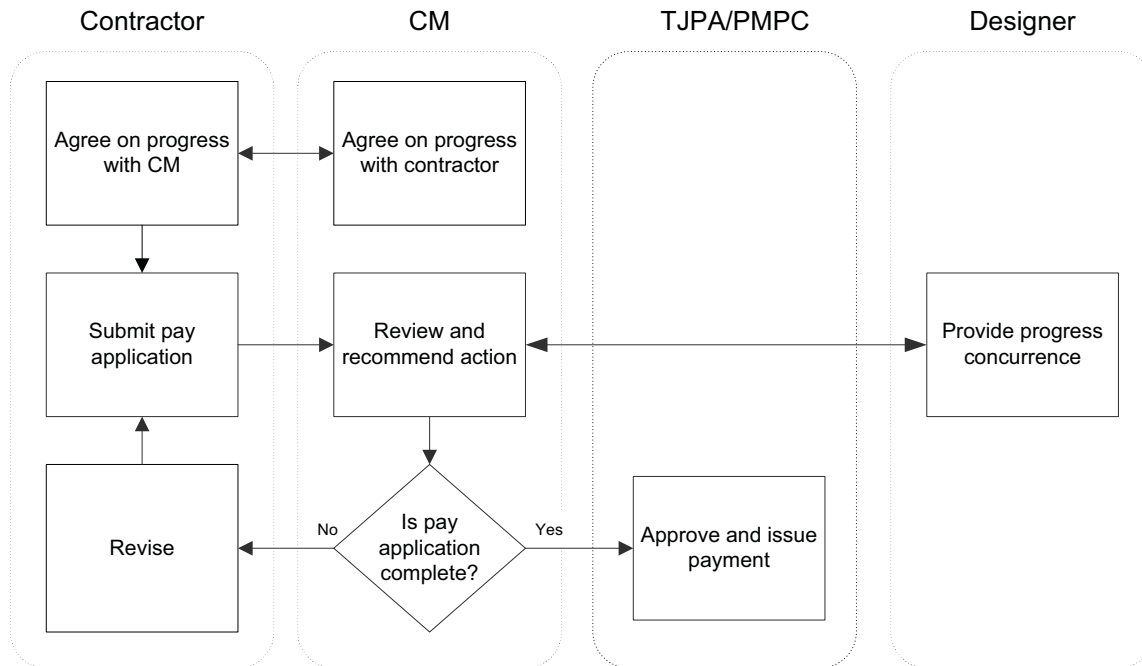 Contractor
CM
TJPA/PMPC
Designer
Agree on progress
with CM
Agree on progress
with contractor
Submit pay
application
Review and
recommend action
Provide progress
concurrence
Revise
No
Is pay
application
complete?
Yes
Approve and issue
payment